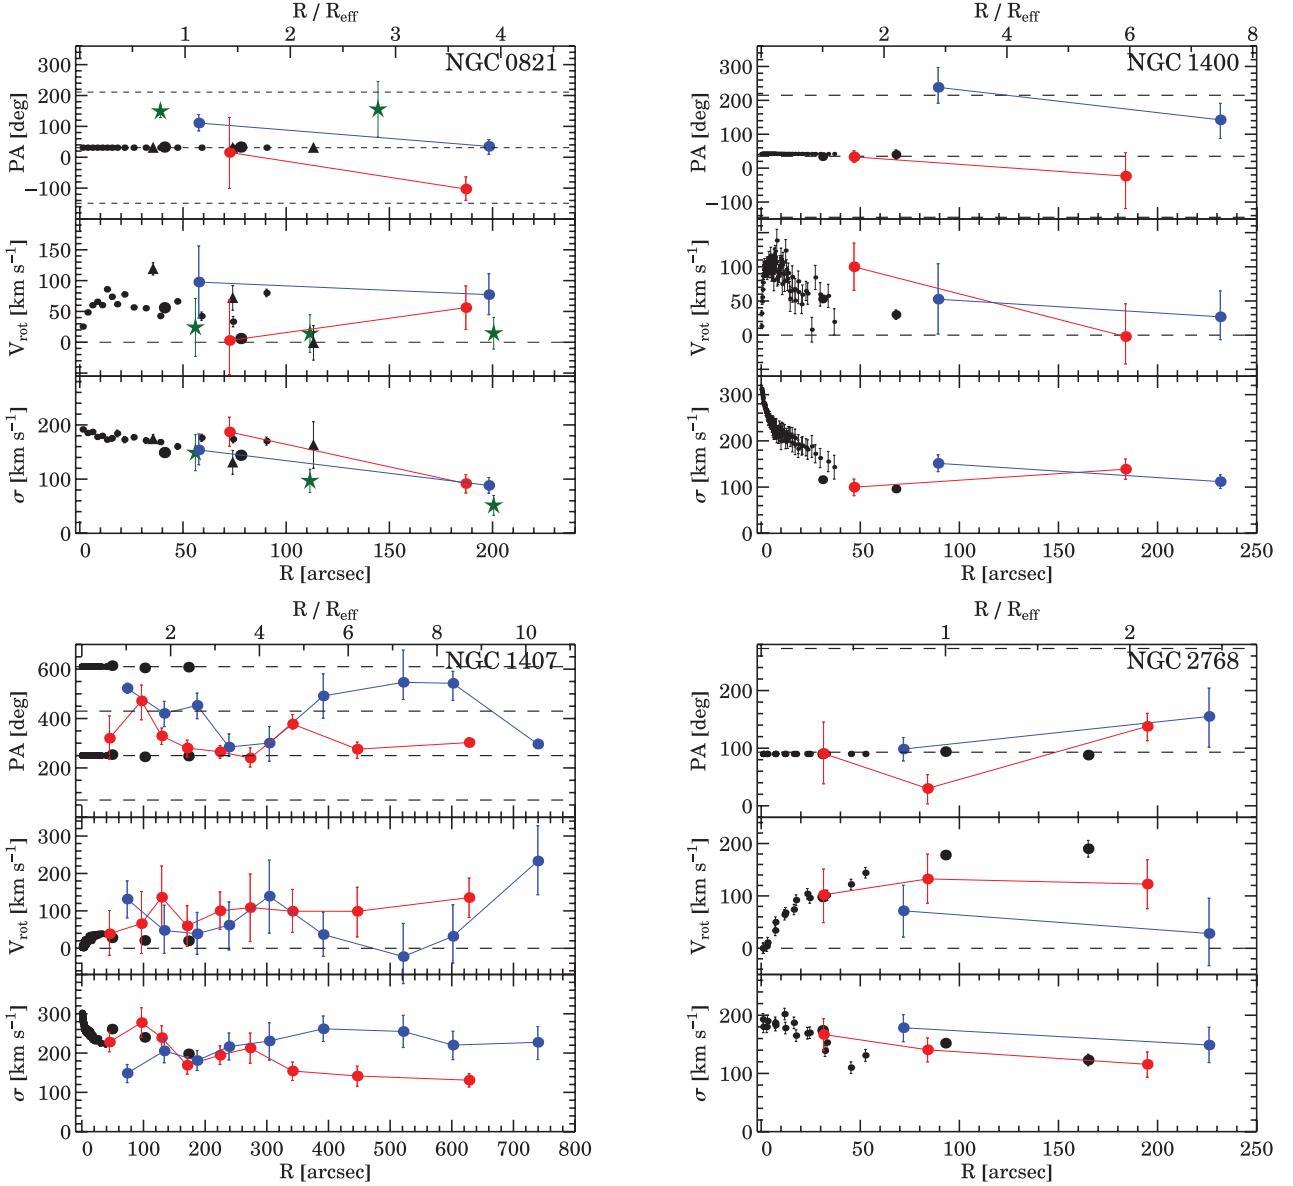 R / R_eff
1 2 3 4
NGC 0821
300
200
100
0
−100
PA [deg]
150
100
50
0
V_rot [km s⁻¹]
200
100
0
σ [km s⁻¹]
0 50 100 150 200
R [arcsec]
R / R_eff
2 4 6 8
NGC 1400
300
200
100
0
−100
PA [deg]
100
50
0
V_rot [km s⁻¹]
300
200
100
0
σ [km s⁻¹]
0 50 100 150 200 250
R [arcsec]
R / R_eff
2 4 6 8 10
NGC 1407
600
400
200
PA [deg]
300
200
100
0
V_rot [km s⁻¹]
300
200
100
0
σ [km s⁻¹]
0 100 200 300 400 500 600 700 800
R [arcsec]
R / R_eff
1 2
NGC 2768
200
100
0
PA [deg]
200
100
0
V_rot [km s⁻¹]
200
100
0
σ [km s⁻¹]
0 50 100 150 200 250
R [arcsec]